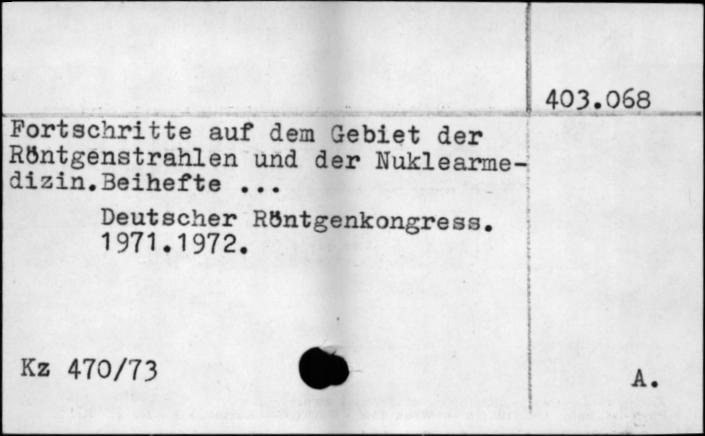 403.068
Fortschritte auf dem Gebiet der
Röntgenstrahlen und der Nuklearme-
dizin.Beihefte ...
Deutscher Röntgenkongress.
1971.1972.
Kz 470/73
A.